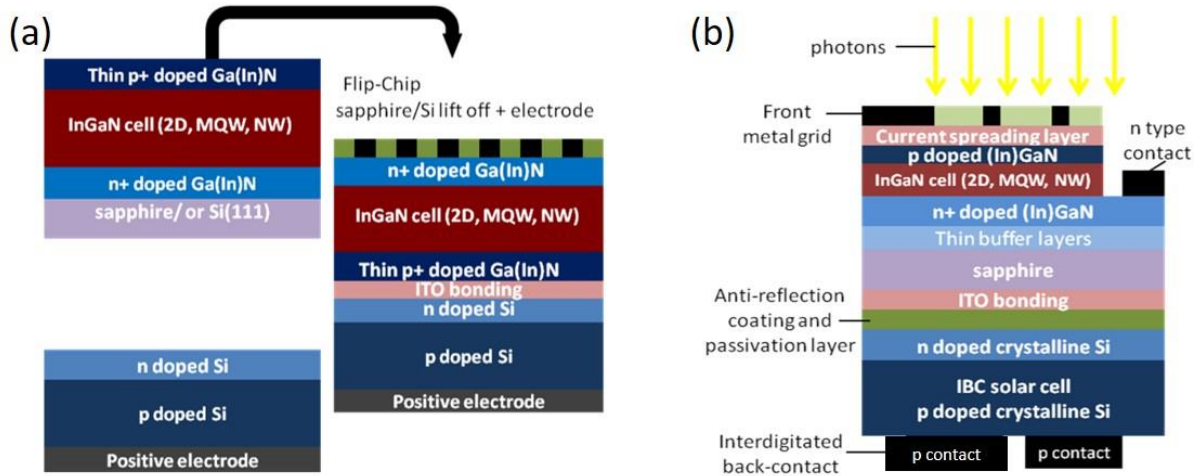 (a)
Thin p+ doped Ga(In)N
InGaN cell (2D, MQW, NW)
n+ doped Ga(In)N
sapphire/ or Si(111)
n doped Si
p doped Si
Positive electrode
Flip-Chip
sapphire/Si lift off + electrode
n+ doped Ga(In)N
InGaN cell (2D, MQW, NW)
Thin p+ doped Ga(In)N
ITO bonding
n doped Si
p doped Si
Positive electrode
(b)
photons
Front
metal grid
n type
contact
Current spreading layer
p doped (In)GaN
InGaN cell (2D, MQW, NW)
n+ doped (In)GaN
Thin buffer layers
sapphire
ITO bonding
Anti-reflection
coating and
passivation layer
n doped crystalline Si
IBC solar cell
p doped crystalline Si
Interdigitated
back-contact
p contact
p contact